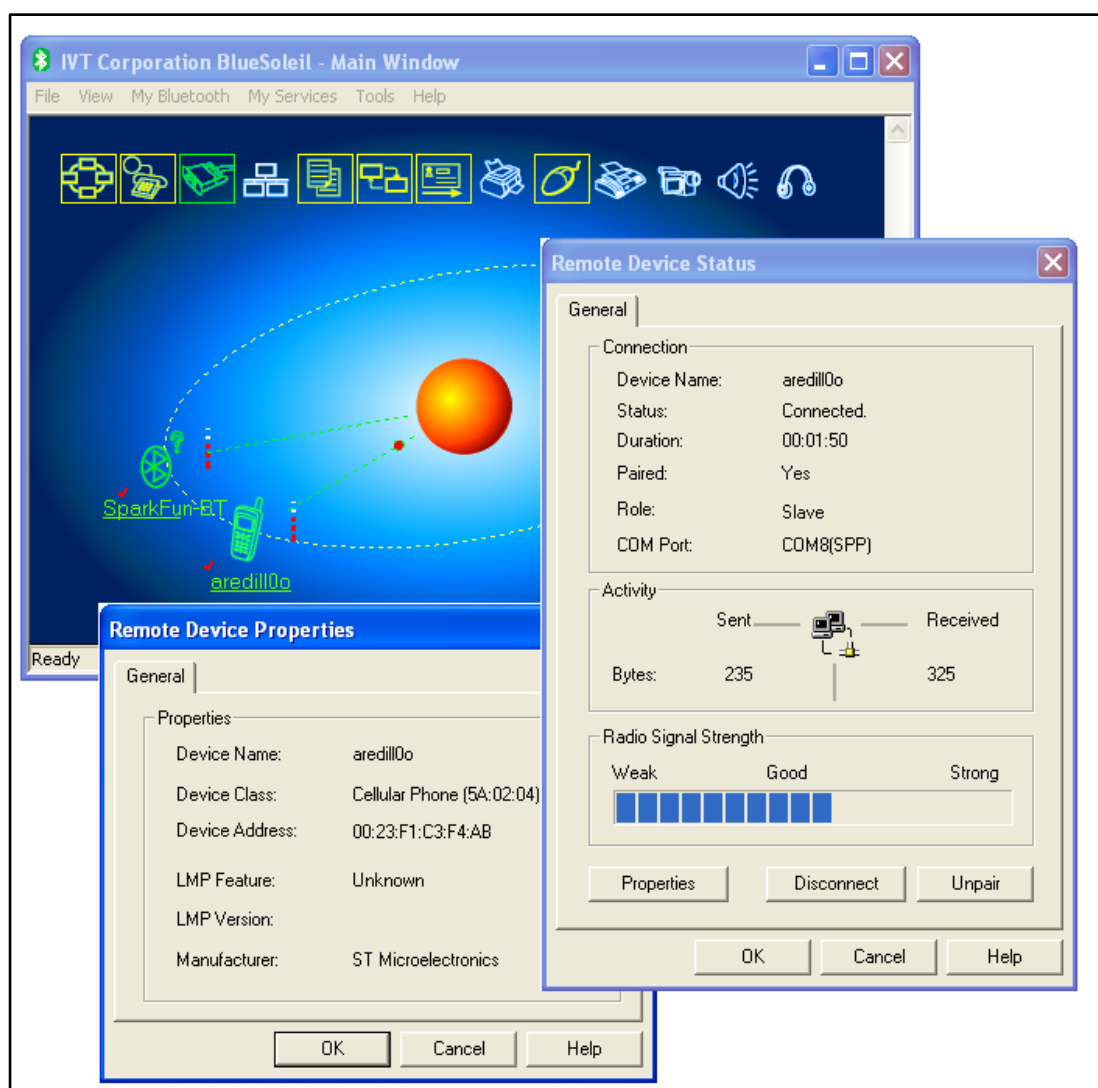 IVT Corporation BlueSoleil - Main Window
File View My Bluetooth My Services Tools Help
SparkFun-BT
aredill0o
Ready
Remote Device Status
General
Connection
Device Name: aredill0o
Status: Connected.
Duration: 00:01:50
Paired: Yes
Role: Slave
COM Port: COM8(SPP)
Activity
Sent Received
Bytes: 235 325
Radio Signal Strength
Weak Good Strong
Properties Disconnect Unpair
OK Cancel Help
Remote Device Properties
General
Properties
Device Name: aredill0o
Device Class: Cellular Phone (5A:02:04)
Device Address: 00:23:F1:C3:F4:AB
LMP Feature: Unknown
LMP Version:
Manufacturer: ST Microelectronics
OK Cancel Help